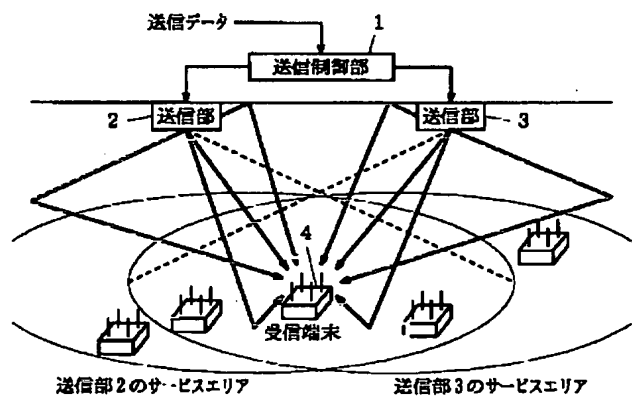 送信データ
1
送信制御部
2
送信部
送信部
3
4
受信端末
送信部2のサービスエリア
送信部3のサービスエリア